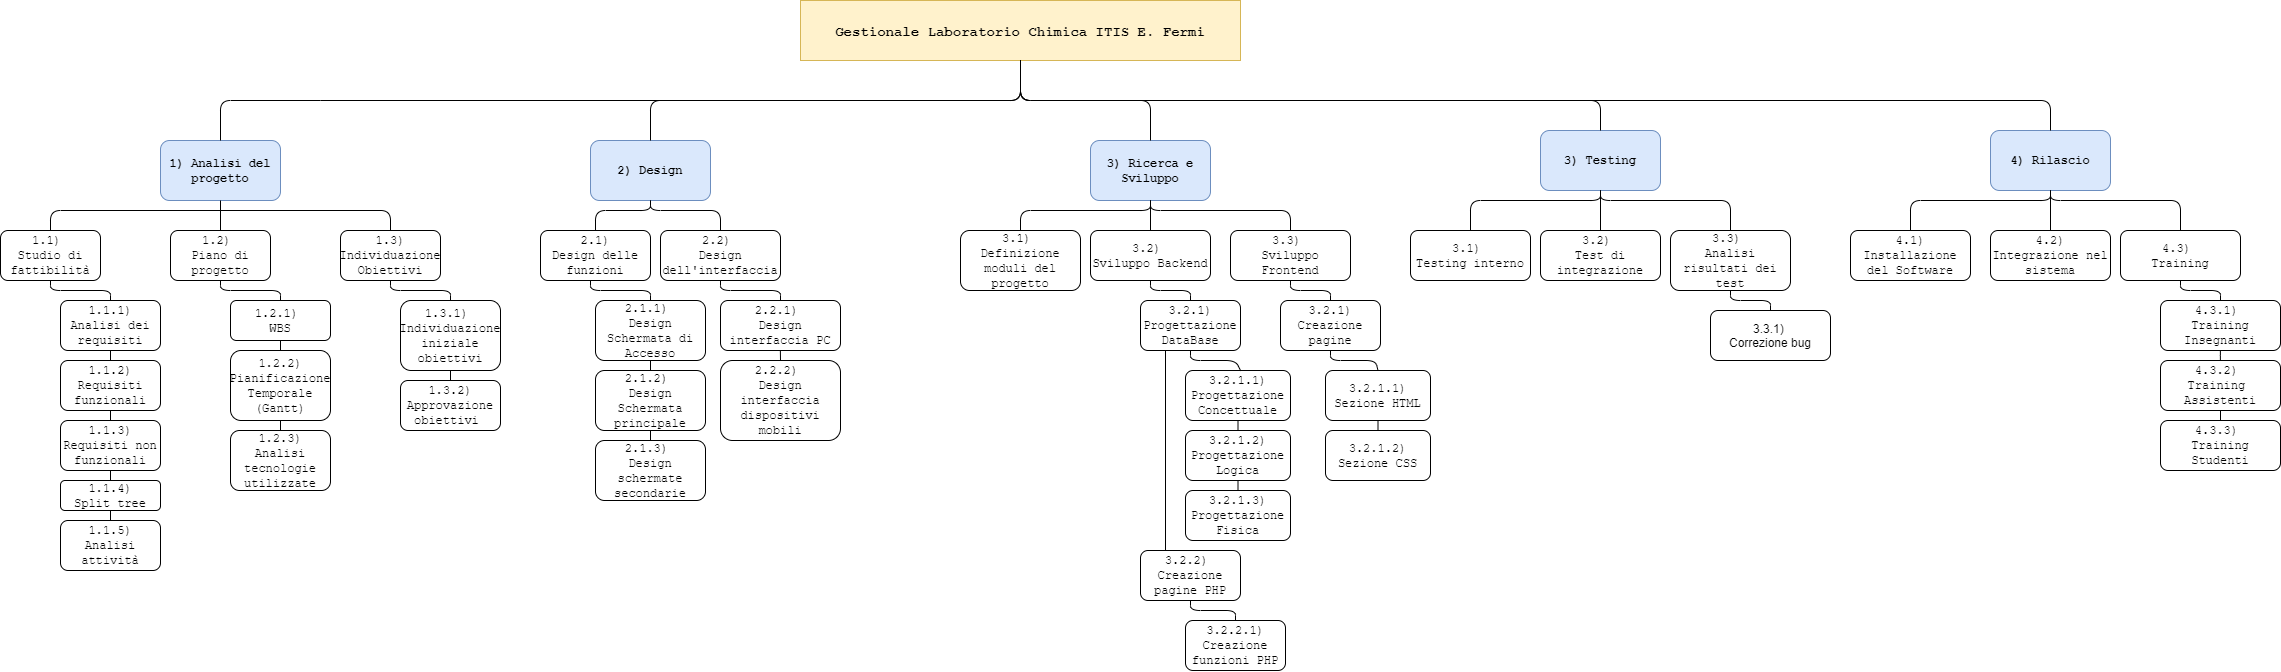 Gestionale Laboratorio Chimica ITIS E. Fermi
1) Analisi del
progetto
1.1)
Studio di
fattibilità
1.1.1)
Analisi dei
requisiti
1.1.2)
Requisiti
funzionali
1.1.3)
Requisiti non
funzionali
1.1.4)
Split tree
1.1.5)
Analisi
attività
1.2)
Piano di
progetto
1.2.1)
WBS
1.2.2)
Pianificazione
Temporale
(Gantt)
1.2.3)
Analisi
tecnologie
utilizzate
1.3)
Individuazione
Obiettivi
1.3.1)
Individuazione
iniziale
obiettivi
1.3.2)
Approvazione
obiettivi
2) Design
2.1)
Design delle
funzioni
2.1.1)
Design
Schermata di
Accesso
2.1.2)
Design
Schermata
principale
2.1.3)
Design
schermate
secondarie
2.2)
Design
dell'interfaccia
2.2.1)
Design
interfaccia PC
2.2.2)
Design
interfaccia
dispositivi
mobili
3) Ricerca e
Sviluppo
3.1)
Definizione
moduli del
progetto
3.2)
Sviluppo Backend
3.2.1)
Progettazione
DataBase
3.2.1.1)
Progettazione
Concettuale
3.2.1.2)
Progettazione
Logica
3.2.1.3)
Progettazione
Fisica
3.2.2)
Creazione
pagine PHP
3.2.2.1)
Creazione
funzioni PHP
3.3)
Sviluppo
Frontend
3.2.1)
Creazione
pagine
3.2.1.1)
Sezione HTML
3.2.1.2)
Sezione CSS
3) Testing
3.1)
Testing interno
3.2)
Test di
integrazione
3.3)
Analisi
risultati dei
test
3.3.1)
Correzione bug
4) Rilascio
4.1)
Installazione
del Software
4.2)
Integrazione nel
sistema
4.3)
Training
4.3.1)
Training
Insegnanti
4.3.2)
Training
Assistenti
4.3.3)
Training
Studenti